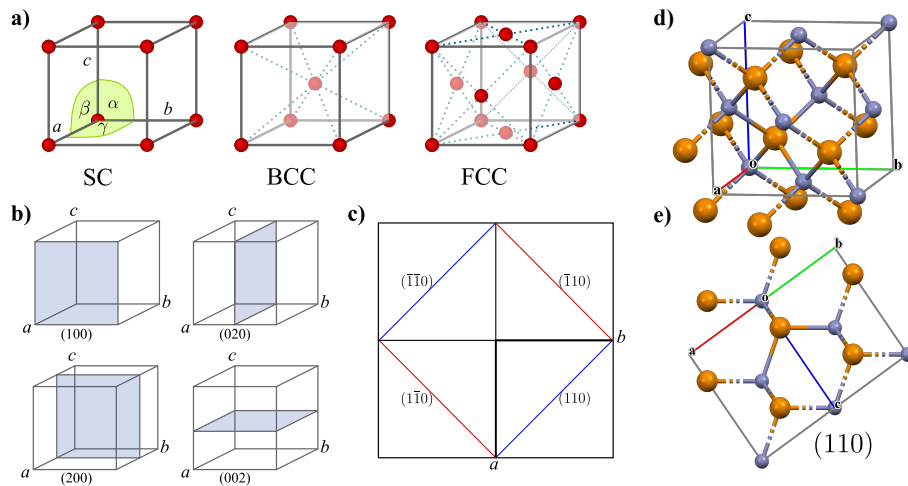 a)
c
β α
a γ b
SC
BCC
FCC
b)
c
a b
(100)
c
a b
(020)
c
a b
(200)
c
a b
(002)
c)
(1̄1̄0)
(1̄10)
b
(11̄0)
(110)
a
d)
c
o
a
b
e)
b
o
a
c
(110)